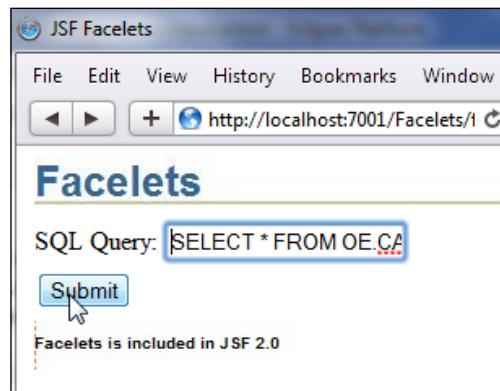 JSF Facelets
File Edit View History Bookmarks Window
http://localhost:7001/Facelets/f
Facelets
SQL Query: SELECT * FROM OE.CA
Submit
Facelets is included in JSF 2.0